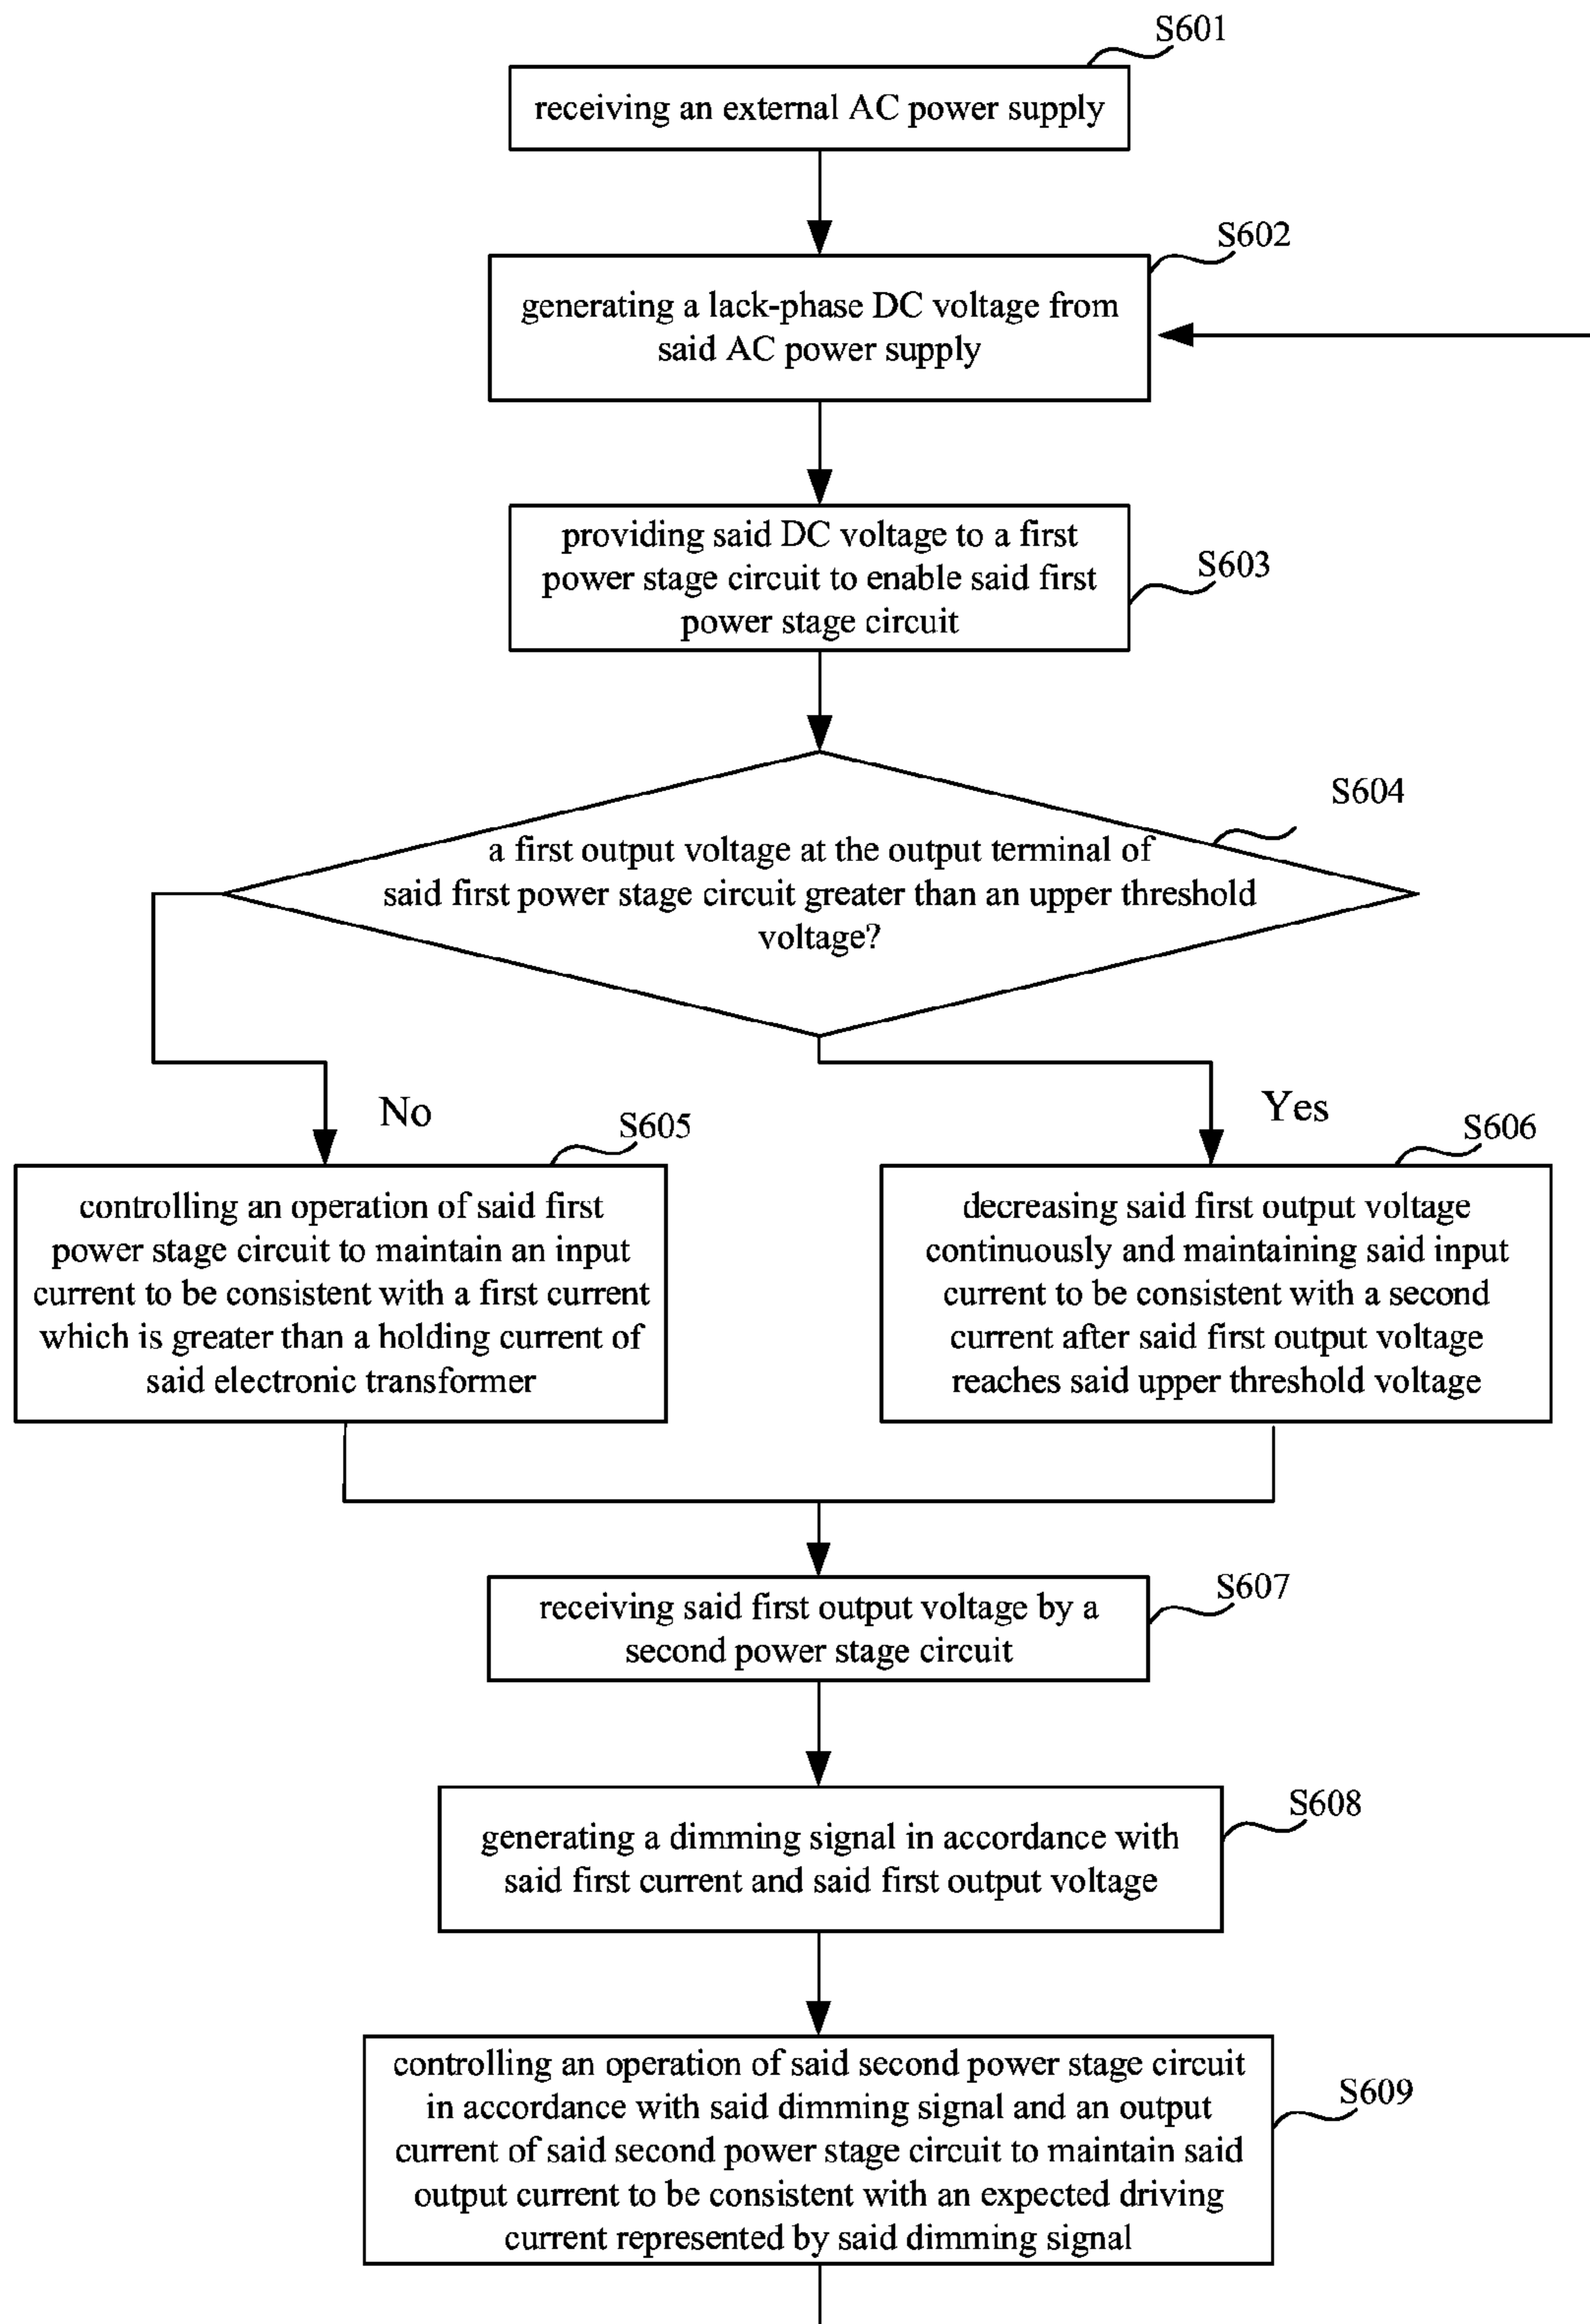 S601
receiving an external AC power supply
S602
generating a lack-phase DC voltage from
said AC power supply
providing said DC voltage to a first
power stage circuit to enable said first
power stage circuit
S603
S604
a first output voltage at the output terminal of
said first power stage circuit greater than an upper threshold
voltage?
No
Yes
S605
controlling an operation of said first
power stage circuit to maintain an input
current to be consistent with a first current
which is greater than a holding current of
said electronic transformer
S606
decreasing said first output voltage
continuously and maintaining said input
current to be consistent with a second
current after said first output voltage
reaches said upper threshold voltage
S607
receiving said first output voltage by a
second power stage circuit
S608
generating a dimming signal in accordance with
said first current and said first output voltage
S609
controlling an operation of said second power stage circuit
in accordance with said dimming signal and an output
current of said second power stage circuit to maintain said
output current to be consistent with an expected driving
current represented by said dimming signal